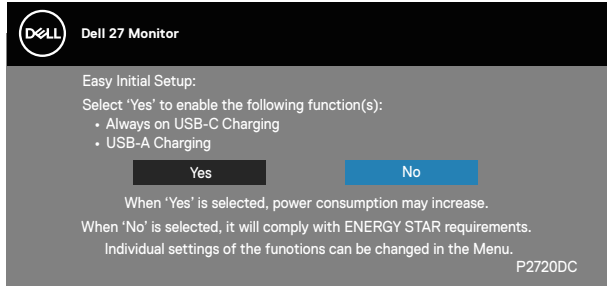 DELL
Dell 27 Monitor
Easy Initial Setup:
Select ‘Yes’ to enable the following function(s):
• Always on USB-C Charging
• USB-A Charging
Yes No
When ‘Yes’ is selected, power consumption may increase.
When ‘No’ is selected, it will comply with ENERGY STAR requirements.
Individual settings of the funotions can be changed in the Menu.
P2720DC